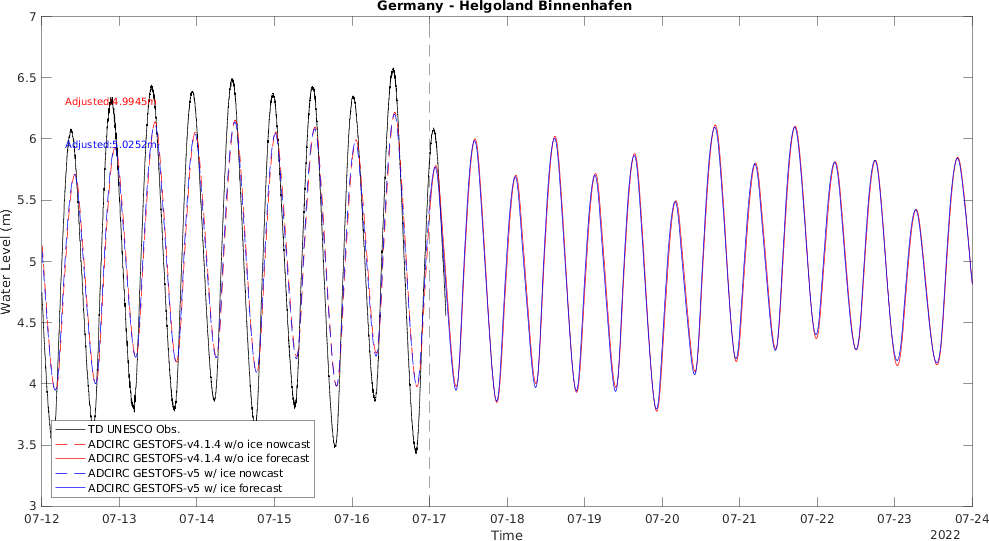 Germany - Helgoland Binnenhafen
7
6.5
6
5.5
5
4.5
4
3.5
3
Water Level (m)
Adjusted:4.9945m
Adjusted:5.0252m
TD UNESCO Obs.
ADCIRC GESTOFS-v4.1.4 w/o ice nowcast
ADCIRC GESTOFS-v4.1.4 w/o ice forecast
ADCIRC GESTOFS-v5 w/ ice nowcast
ADCIRC GESTOFS-v5 w/ ice forecast
07-12 07-13 07-14 07-15 07-16 07-17 07-18 07-19 07-20 07-21 07-22 07-23 07-24
Time
2022